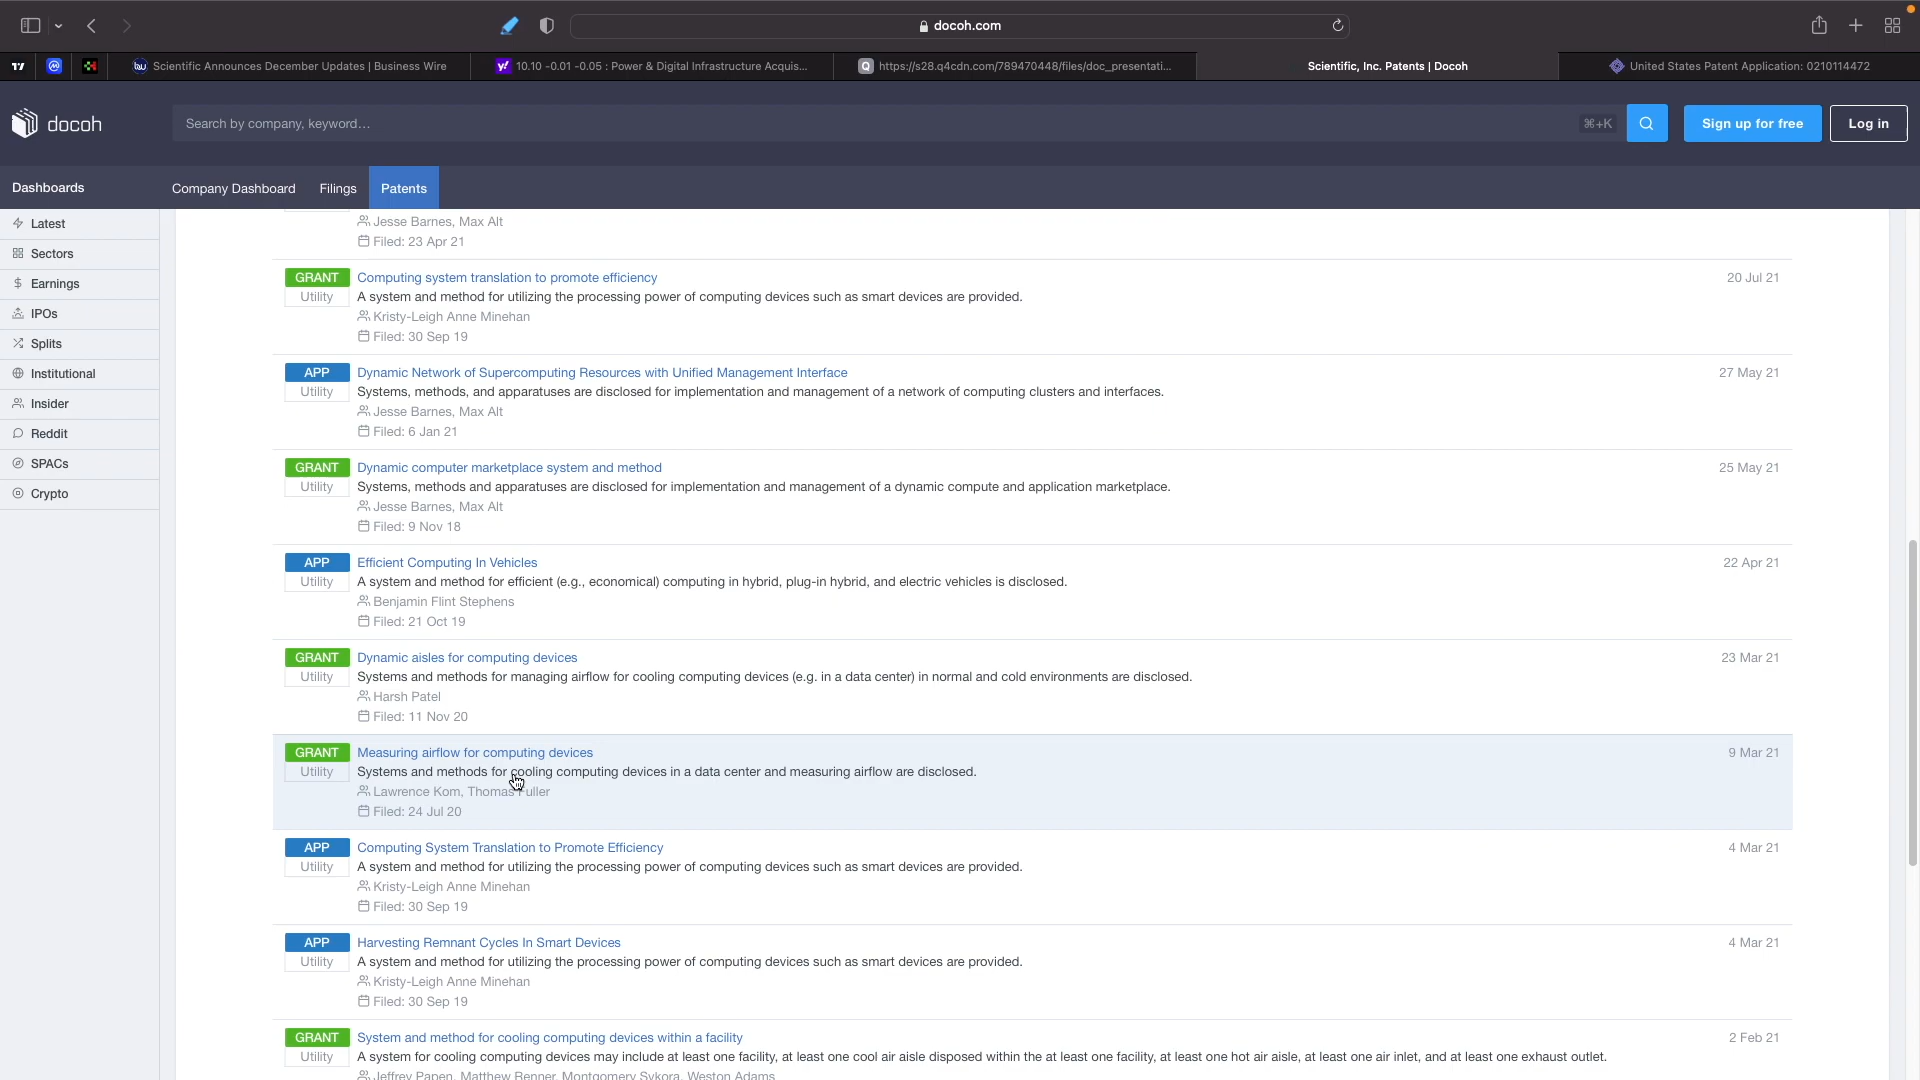 docoh.com
Scientific Announces December Updates | Business Wire
10.10 -0.01 -0.05 : Power & Digital Infrastructure Acquis...
https://s28.q4cdn.com/789470448/files/doc_presentati...
Scientific, Inc. Patents | Docoh
United States Patent Application: 0210114472
docoh
Search by company, keyword...
⌘+K
Sign up for free
Log in
Dashboards
Company Dashboard
Filings
Patents
Latest
Sectors
Earnings
IPOs
Splits
Institutional
Insider
Reddit
SPACs
Crypto
Jesse Barnes, Max Alt
Filed: 23 Apr 21
GRANT Computing system translation to promote efficiency 20 Jul 21
Utility A system and method for utilizing the processing power of computing devices such as smart devices are provided.
Kristy-Leigh Anne Minehan
Filed: 30 Sep 19
APP Dynamic Network of Supercomputing Resources with Unified Management Interface 27 May 21
Utility Systems, methods, and apparatuses are disclosed for implementation and management of a network of computing clusters and interfaces.
Jesse Barnes, Max Alt
Filed: 6 Jan 21
GRANT Dynamic computer marketplace system and method 25 May 21
Utility Systems, methods and apparatuses are disclosed for implementation and management of a dynamic compute and application marketplace.
Jesse Barnes, Max Alt
Filed: 9 Nov 18
APP Efficient Computing In Vehicles 22 Apr 21
Utility A system and method for efficient (e.g., economical) computing in hybrid, plug-in hybrid, and electric vehicles is disclosed.
Benjamin Flint Stephens
Filed: 21 Oct 19
GRANT Dynamic aisles for computing devices 23 Mar 21
Utility Systems and methods for managing airflow for cooling computing devices (e.g. in a data center) in normal and cold environments are disclosed.
Harsh Patel
Filed: 11 Nov 20
GRANT Measuring airflow for computing devices 9 Mar 21
Utility Systems and methods for cooling computing devices in a data center and measuring airflow are disclosed.
Lawrence Kom, Thomas Fuller
Filed: 24 Jul 20
APP Computing System Translation to Promote Efficiency 4 Mar 21
Utility A system and method for utilizing the processing power of computing devices such as smart devices are provided.
Kristy-Leigh Anne Minehan
Filed: 30 Sep 19
APP Harvesting Remnant Cycles In Smart Devices 4 Mar 21
Utility A system and method for utilizing the processing power of computing devices such as smart devices are provided.
Kristy-Leigh Anne Minehan
Filed: 30 Sep 19
GRANT System and method for cooling computing devices within a facility 2 Feb 21
Utility A system for cooling computing devices may include at least one facility, at least one cool air aisle disposed within the at least one facility, at least one hot air aisle, at least one air inlet, and at least one exhaust outlet.
Jeffrey Papen, Matthew Renner, Montgomery Sykora, Weston Adams